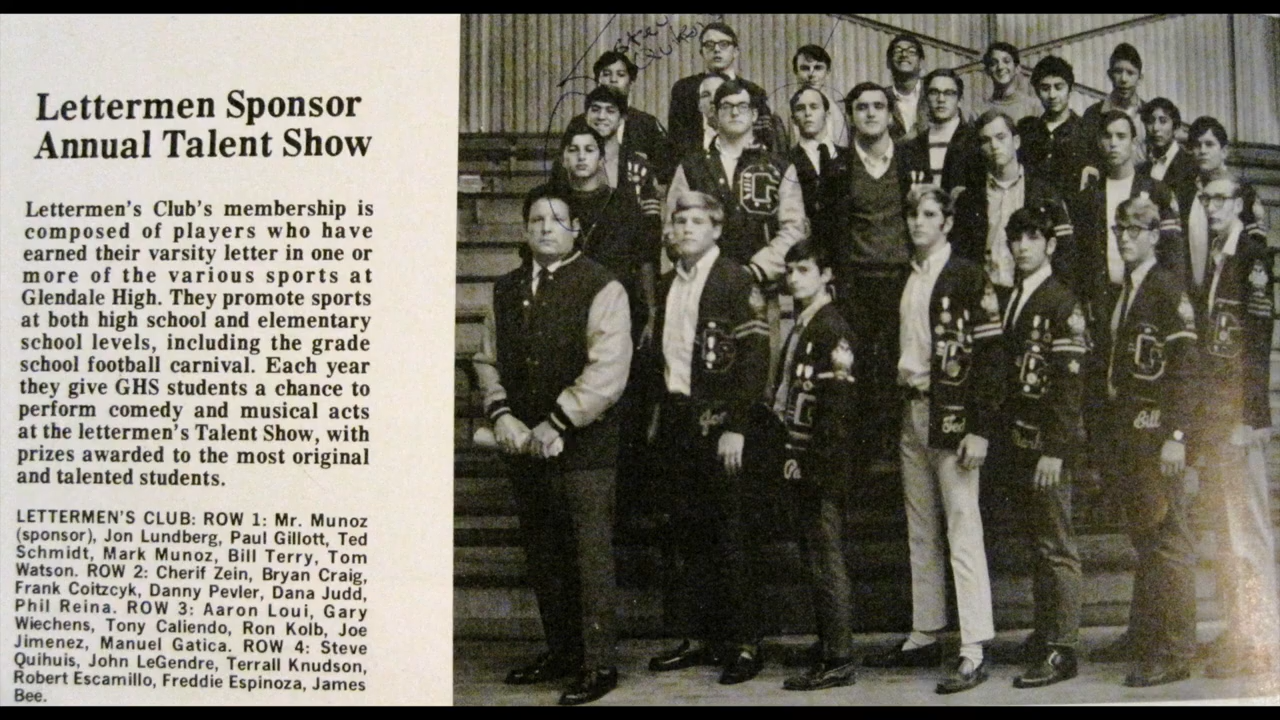 Lettermen Sponsor
Annual Talent Show
Lettermen's Club's membership is
composed of players who have
earned their varsity letter in one or
more of the various sports at
Glendale High. They promote sports
at both high school and elementary
school levels, including the grade
school football carnival. Each year
they give GHS students a chance to
perform comedy and musical acts
at the lettermen's Talent Show, with
prizes awarded to the most original
and talented students.
LETTERMEN'S CLUB: ROW 1: Mr. Munoz
(sponsor), Jon Lundberg, Paul Gillott, Ted
Schmidt, Mark Munoz, Bill Terry, Tom
Watson. ROW 2: Cherif Zein, Bryan Craig,
Frank Coitzcyk, Danny Pevler, Dana Judd,
Phil Reina. ROW 3: Aaron Loui, Gary
Wiechens, Tony Caliendo, Ron Kolb, Joe
Jimenez, Manuel Gatica. ROW 4: Steve
Quihuis, John LeGendre, Terrall Knudson,
Robert Escamillo, Freddie Espinoza, James
Bee.
G
G
G
G
G
Ted
Bill